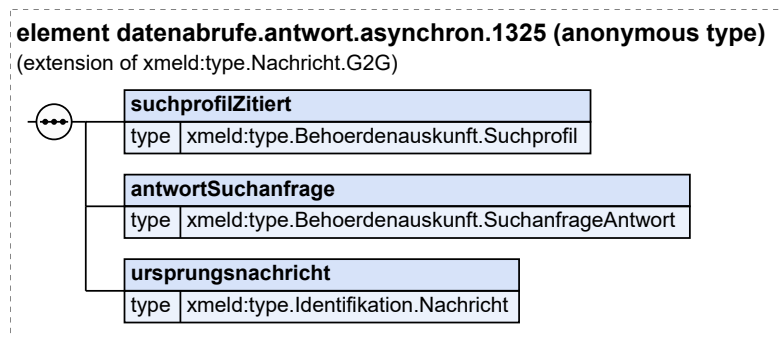 element datenabrufe.antwort.asynchron.1325 (anonymous type)
(extension of xmeld:type.Nachricht.G2G)
suchprofilZitiert
type xmeld:type.Behoerdenauskunft.Suchprofil
antwortSuchanfrage
type xmeld:type.Behoerdenauskunft.SuchanfrageAntwort
ursprungsnachricht
type xmeld:type.Identifikation.Nachricht